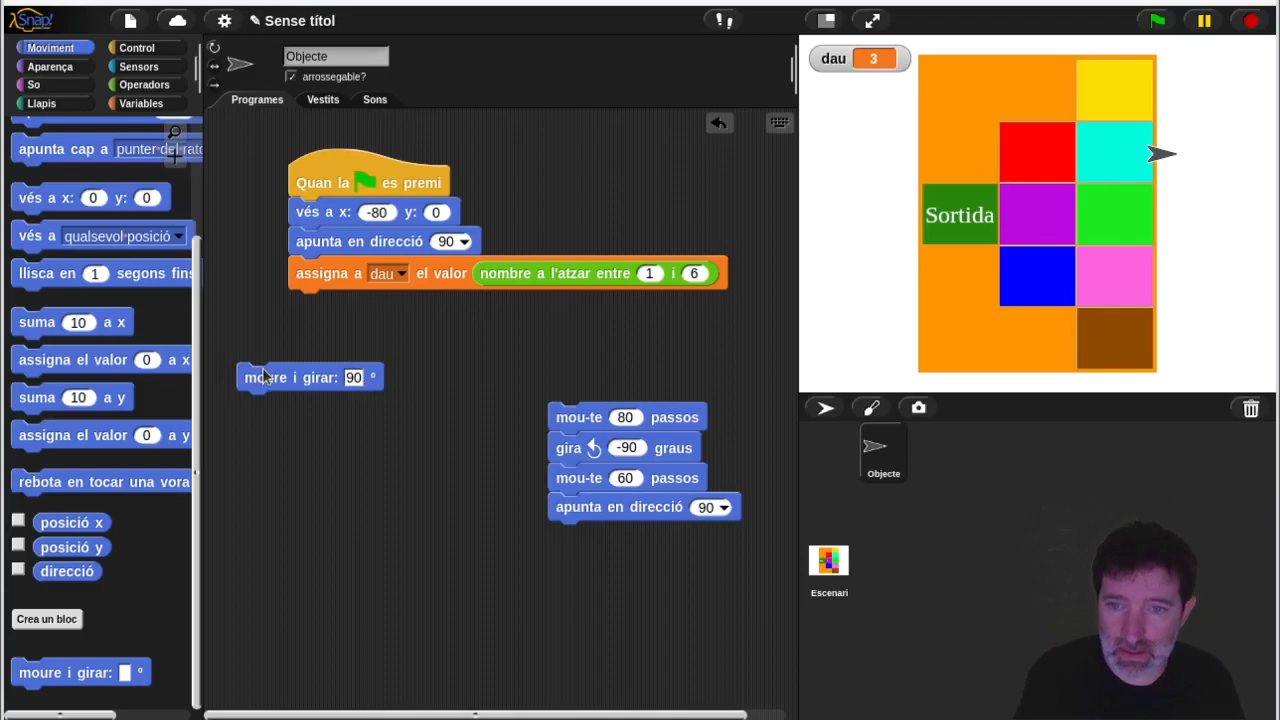 Snap!
Sense títol
Moviment
Control
Aparença
Sensors
So
Operadors
Llapis
Variables
apunta cap a punter del rato
vés a x: 0 y: 0
vés a qualsevol posició
llisca en 1 segons fins
suma 10 a x
assigna el valor 0 a x
suma 10 a y
assigna el valor 0 a y
rebota en tocar una vora
posició x
posició y
direcció
Crea un bloc
moure i girar: º
Objecte
arrossegable?
Programes
Vestits
Sons
Quan la es premi
vés a x: -80 y: 0
apunta en direcció 90
assigna a dau el valor nombre a l'atzar entre 1 i 6
moure i girar: 90 º
mou-te 80 passos
gira -90 graus
mou-te 60 passos
apunta en direcció 90
dau 3
Sortida
Objecte
Escenari